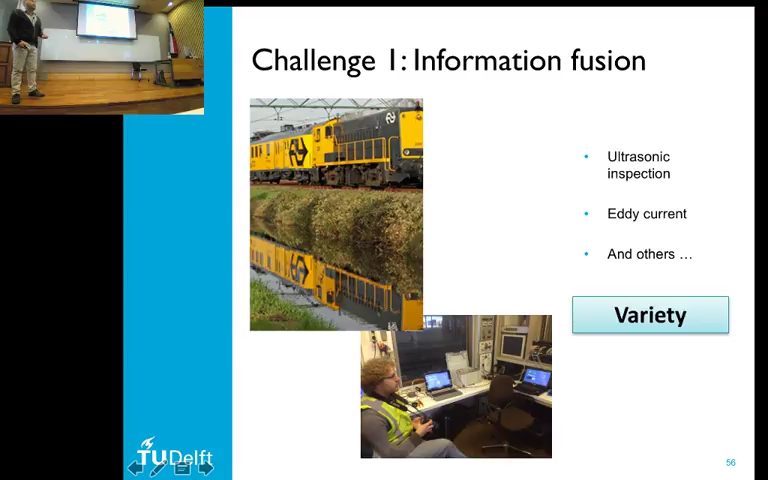 Challenge 1: Information fusion
• Ultrasonic
inspection
• Eddy current
• And others …
Variety
TUDelft
56